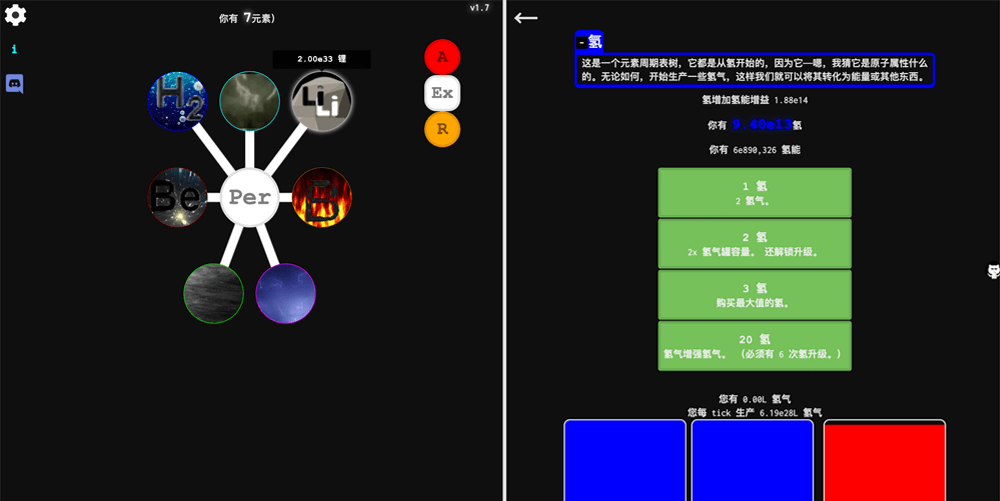 v1.7
你有 7元素)
i
2.00e33 锂
A
H2
LiLi
Ex
R
Be
Per
B
- 氢
这是一个元素周期表树，它都是从氢开始的，因为它—嗯，我猜它是原子属性什么
的。无论如何，开始生产一些氢气，这样我们就可以将其转化为能量或其他东西。
氢增加氢能增益 1.88e14
你有 9.40e13氢
你有 6e890,326 氢能
1 氢
2 氢气。
2 氢
2x 氢气罐容量。 还解锁升级。
3 氢
购买最大值的氢。
20 氢
氢气增强氢气。 （必须有 6 次氢升级。）
您有 0.00L 氢气
您每 tick 生产 6.19e28L 氢气